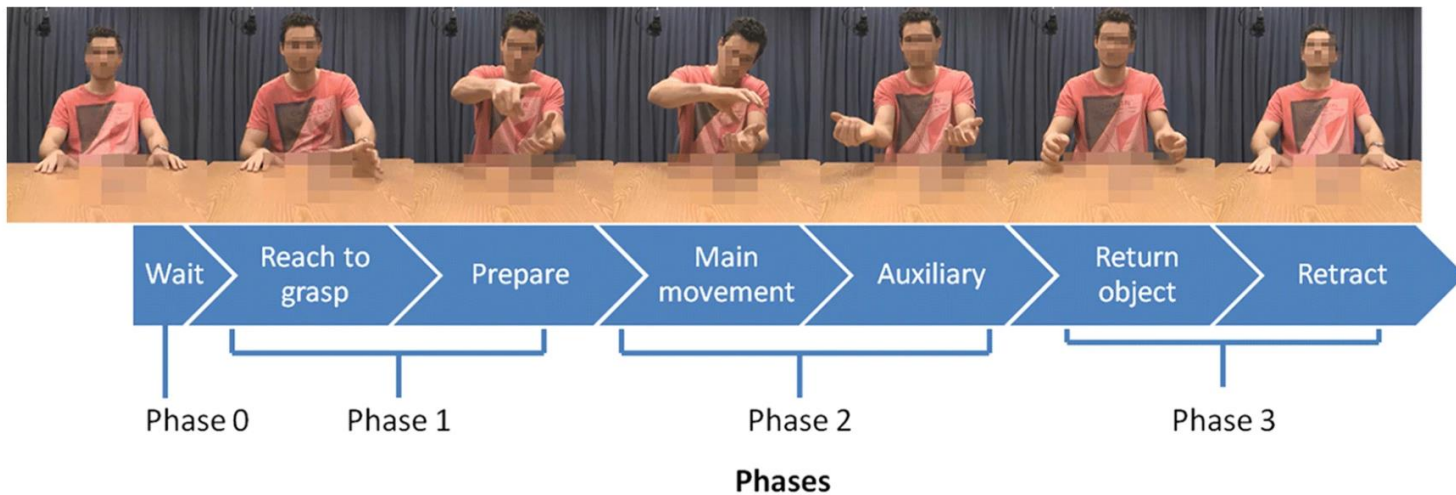 Wait
Reach to
grasp
Prepare
Main
movement
Auxiliary
Return
object
Retract
Phase 0
Phase 1
Phase 2
Phase 3
Phases